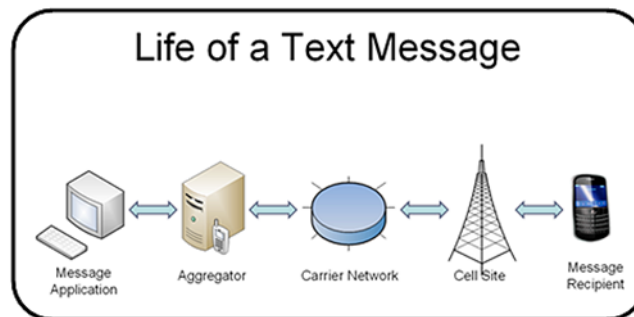 Life of a Text Message
Message
Application
Aggregator
Carrier Network
Cell Site
Message
Recipient